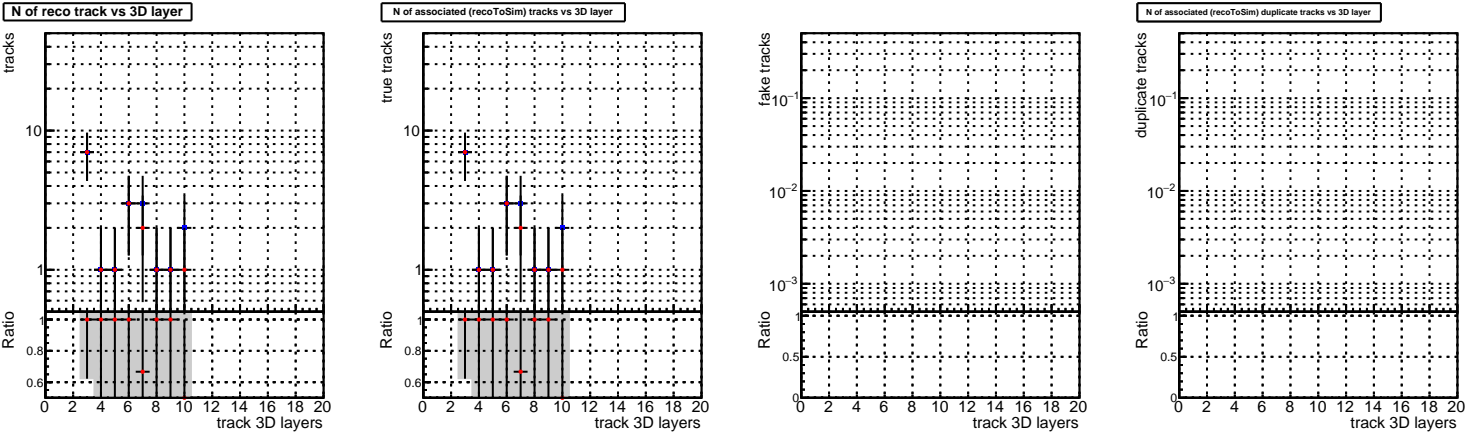 N of reco track vs 3D layer
tracks
10
1
Ratio
1
0.8
0.6
0 2 4 6 8 10 12 14 16 18 20
track 3D layers
N of associated (recoToSim) tracks vs 3D layer
true tracks
10
1
Ratio
1
0.8
0.6
0 2 4 6 8 10 12 14 16 18 20
track 3D layers
fake tracks
10⁻¹
10⁻²
10⁻³
Ratio
1
0.5
0
0 2 4 6 8 10 12 14 16 18 20
track 3D layers
N of associated (recoToSim) duplicate tracks vs 3D layer
duplicate tracks
10⁻¹
10⁻²
10⁻³
Ratio
1
0.5
0
0 2 4 6 8 10 12 14 16 18 20
track 3D layers